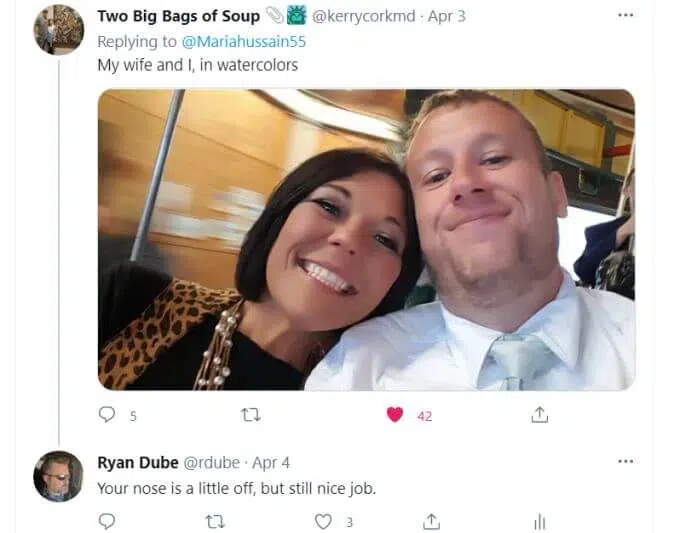 Two Big Bags of Soup @kerrycorkmd · Apr 3
Replying to @Mariahussain55
My wife and I, in watercolors
5 42
Ryan Dube @rdube · Apr 4
Your nose is a little off, but still nice job.
3